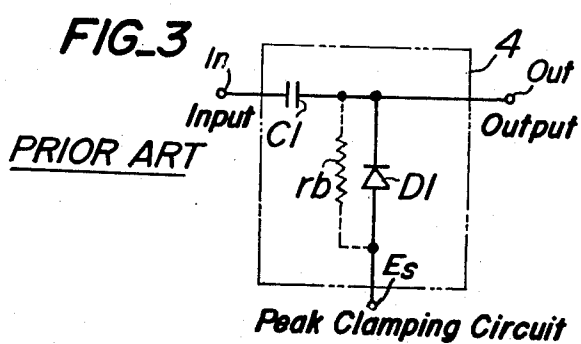 FIG_3
PRIOR ART
In
Input
C1
rb
D1
4
Out
Output
Es
Peak Clamping Circuit